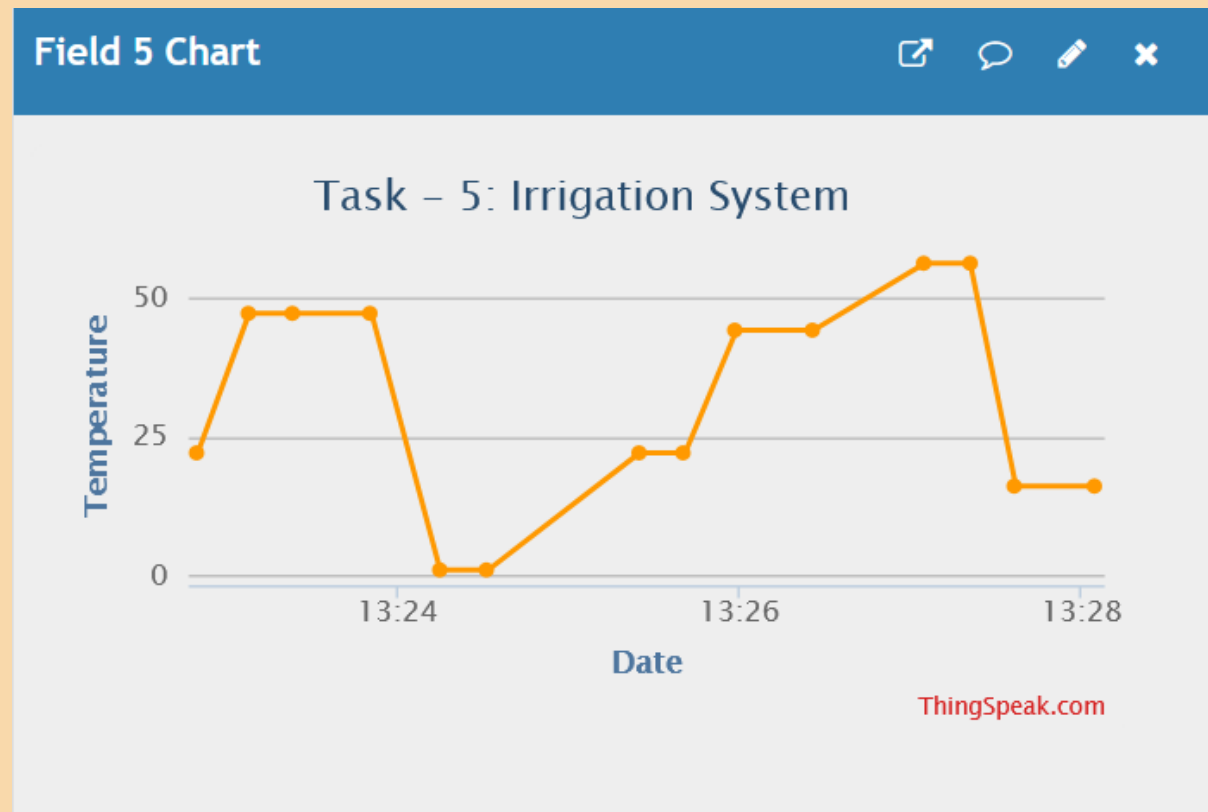 Field 5 Chart
Task - 5: Irrigation System
Temperature
50
25
0
13:24 13:26 13:28
Date
ThingSpeak.com